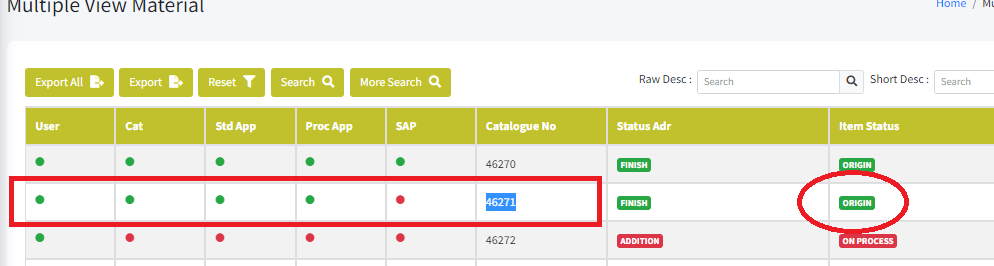 Multiple View Material
Home / Mu
Export All Export Reset Search More Search Raw Desc : Search Short Desc : Search
User Cat Std App Proc App SAP Catalogue No Status Adr Item Status
46270 FINISH ORIGIN
46271 FINISH ORIGIN
46272 ADDITION ON PROCESS